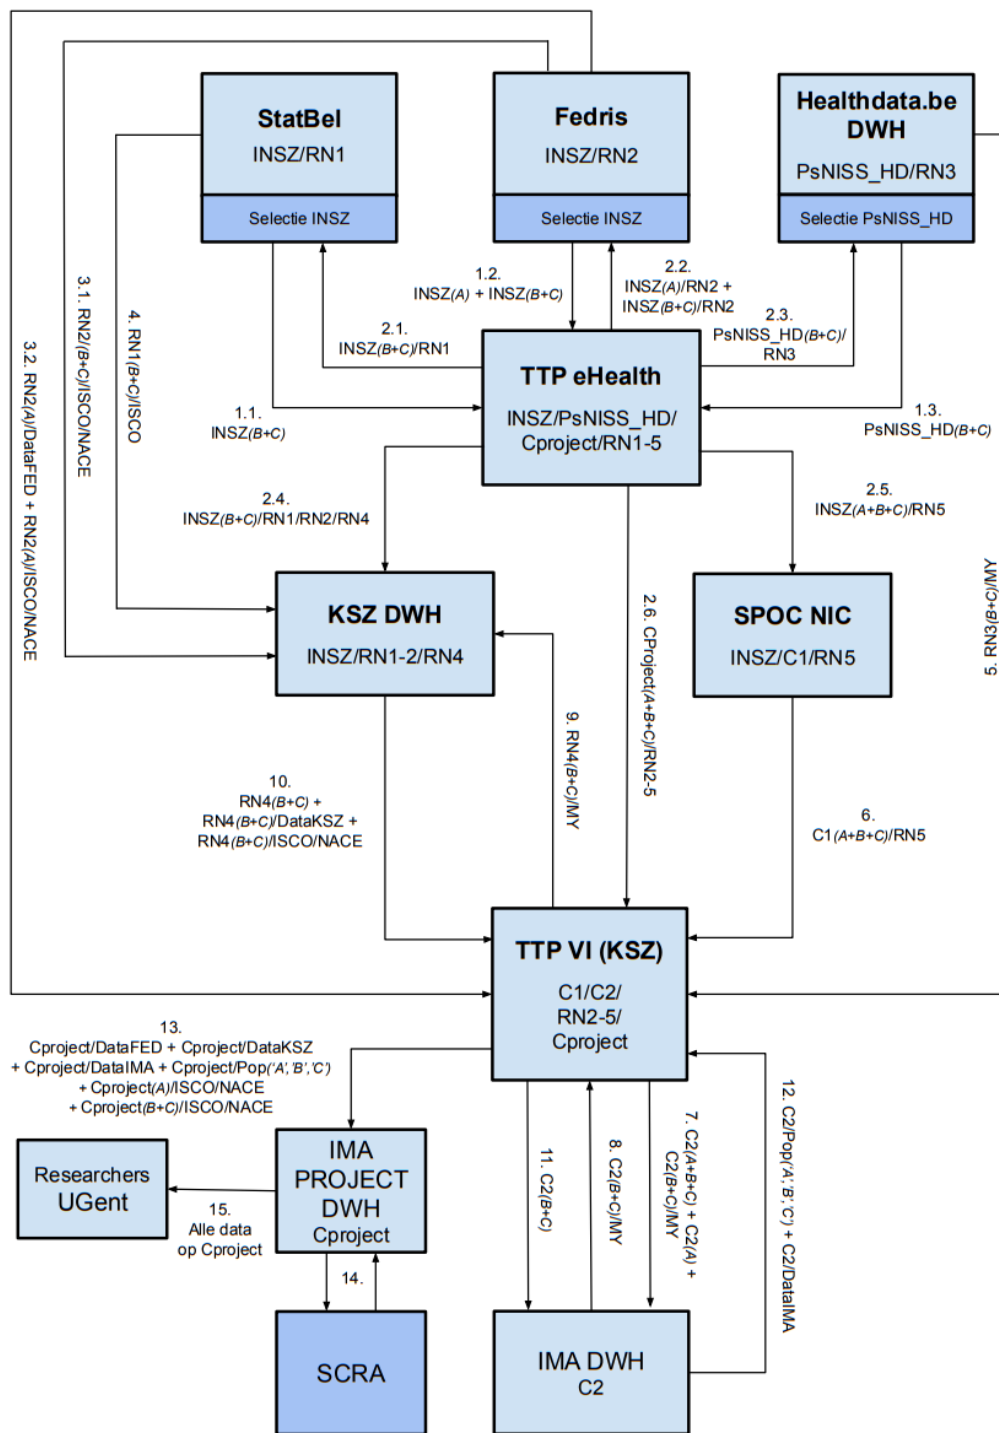 StatBel
INSZ/RN1
Selectie INSZ
Fedris
INSZ/RN2
Selectie INSZ
Healthdata.be
DWH
PsNISS_HD/RN3
Selectie PsNISS_HD
1.2.
INSZ(A) + INSZ(B+C)
2.2.
INSZ(A)/RN2 +
INSZ(B+C)/RN2
2.1.
INSZ(B+C)/RN1
2.3.
PsNISS_HD(B+C)/
RN3
3.2. RN2(A)/DataFED + RN2(A)/ISCO/NACE
3.1. RN2/(B+C)/ISCO/NACE
4. RN1(B+C)/ISCO
TTP eHealth
INSZ/PsNISS_HD/
Cproject/RN1-5
1.1.
INSZ(B+C)
1.3.
PsNISS_HD(B+C)
2.4.
INSZ(B+C)/RN1/RN2/RN4
2.5.
INSZ(A+B+C)/RN5
5. RN3(B+C)/MY
KSZ DWH
INSZ/RN1-2/RN4
2.6. CProject(A+B+C)/RN2-5
SPOC NIC
INSZ/C1/RN5
9. RN4(B+C)/MY
10.
RN4(B+C) +
RN4(B+C)/DataKSZ +
RN4(B+C)/ISCO/NACE
6.
C1(A+B+C)/RN5
TTP VI (KSZ)
C1/C2/
RN2-5/
Cproject
13.
Cproject/DataFED + Cproject/DataKSZ
+ Cproject/DataIMA + Cproject/Pop('A','B','C')
+ Cproject(A)/ISCO/NACE
+ Cproject(B+C)/ISCO/NACE
11. C2(B+C)
8. C2(B+C)/MY
7. C2(A+B+C) + C2(A) +
C2(B+C)/MY
12. C2/Pop('A','B','C') + C2/DataIMA
Researchers
UGent
15.
Alle data
op Cproject
IMA
PROJECT
DWH
Cproject
14.
SCRA
IMA DWH
C2